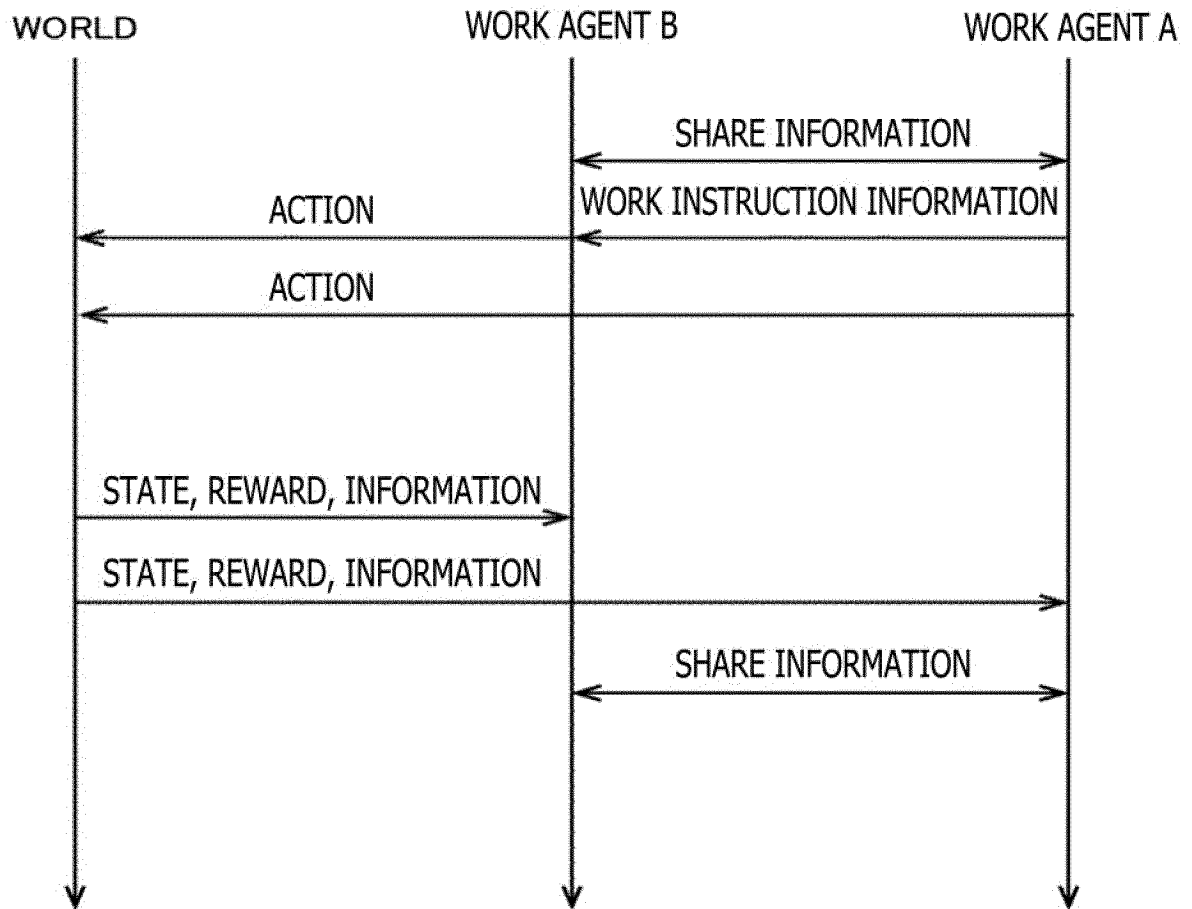 WORLD
WORK AGENT B
WORK AGENT A
SHARE INFORMATION
WORK INSTRUCTION INFORMATION
ACTION
ACTION
STATE, REWARD, INFORMATION
STATE, REWARD, INFORMATION
SHARE INFORMATION